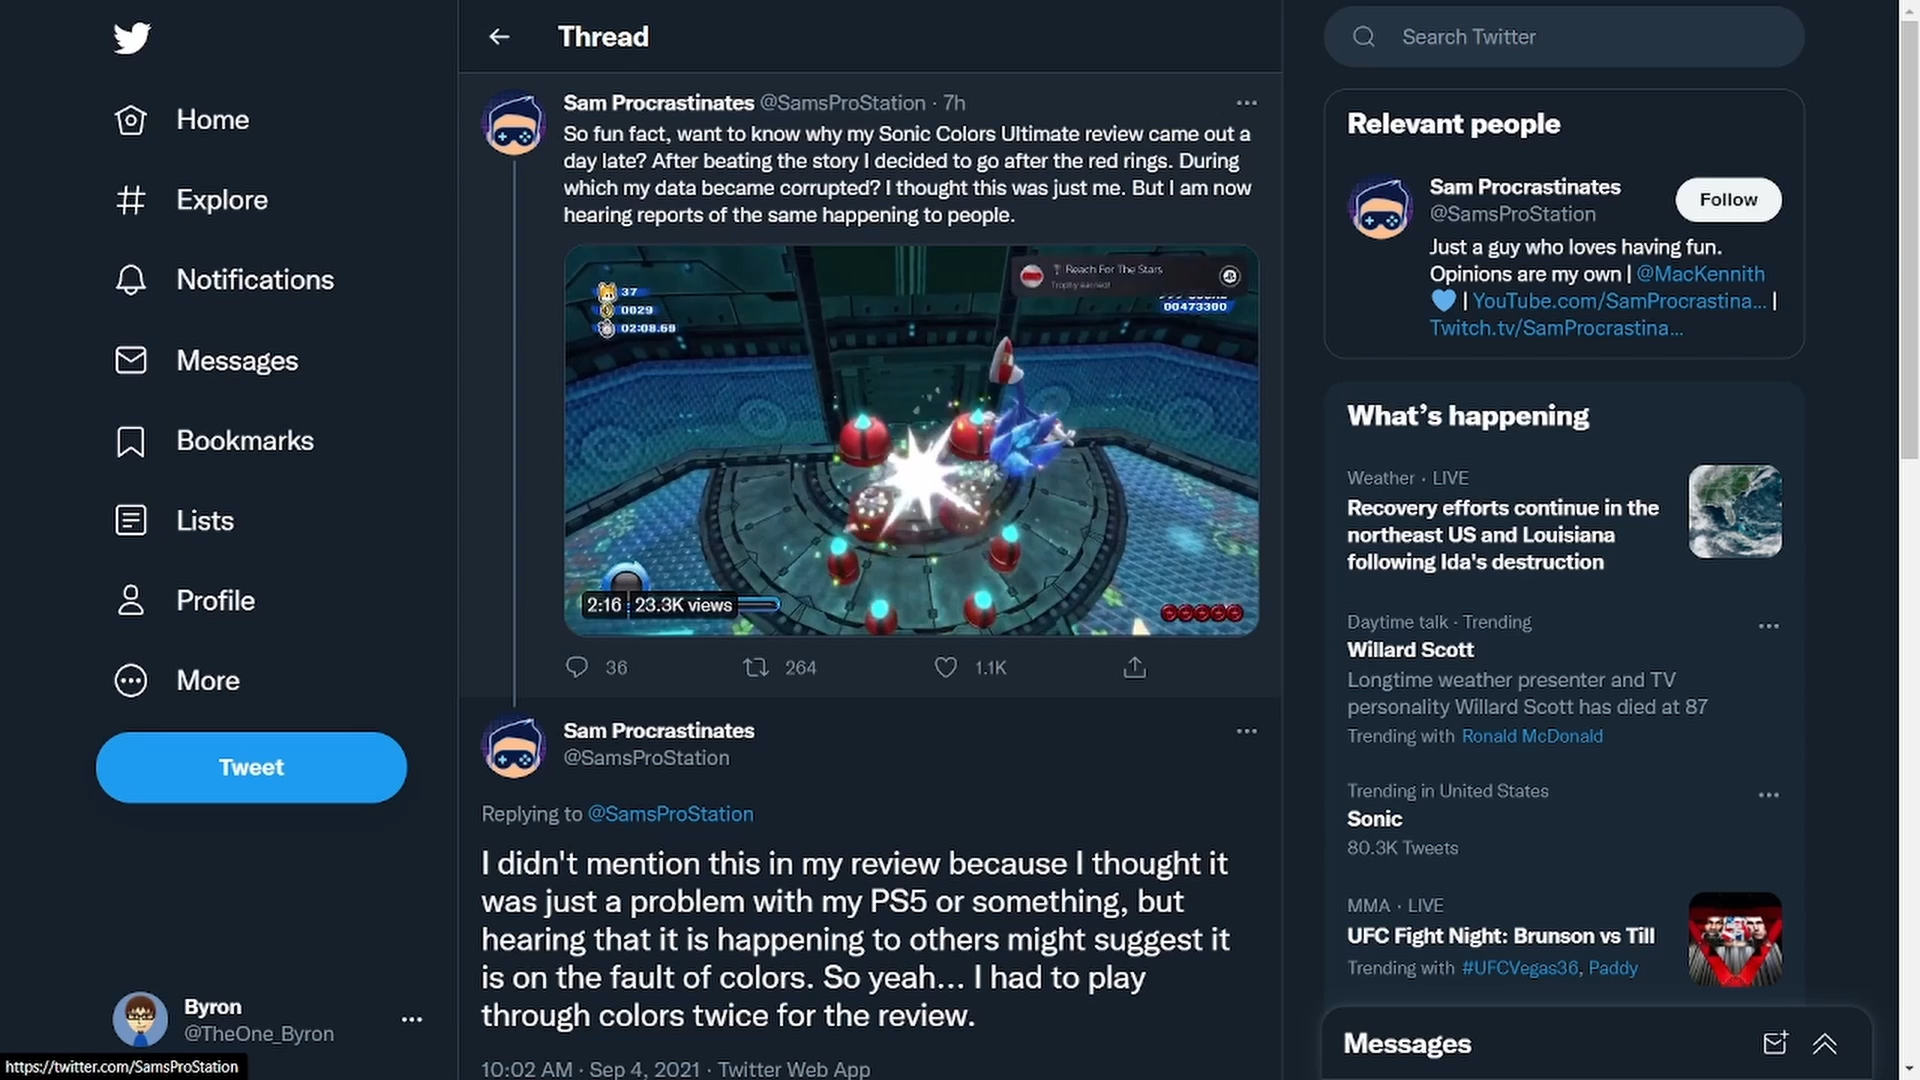 Home
Explore
Notifications
Messages
Bookmarks
Lists
Profile
More
Tweet
Byron
@TheOne_Byron
https://twitter.com/SamsProStation
Thread
Sam Procrastinates @SamsProStation · 7h
So fun fact, want to know why my Sonic Colors Ultimate review came out a
day late? After beating the story I decided to go after the red rings. During
which my data became corrupted? I thought this was just me. But I am now
hearing reports of the same happening to people.
37
0029
02:08.69
Reach For The Stars
Trophy earned!
00473300
2:16
23.3K views
36
264
1.1K
Sam Procrastinates
@SamsProStation
Replying to @SamsProStation
I didn't mention this in my review because I thought it
was just a problem with my PS5 or something, but
hearing that it is happening to others might suggest it
is on the fault of colors. So yeah... I had to play
through colors twice for the review.
10:02 AM · Sep 4, 2021 · Twitter Web App
Search Twitter
Relevant people
Sam Procrastinates
@SamsProStation
Follow
Just a guy who loves having fun.
Opinions are my own | @MacKennith
💙 | YouTube.com/SamProcrastina... |
Twitch.tv/SamProcrastina...
What's happening
Weather · LIVE
Recovery efforts continue in the
northeast US and Louisiana
following Ida's destruction
Daytime talk · Trending
Willard Scott
Longtime weather presenter and TV
personality Willard Scott has died at 87
Trending with Ronald McDonald
Trending in United States
Sonic
80.3K Tweets
MMA · LIVE
UFC Fight Night: Brunson vs Till
Trending with #UFCVegas36, Paddy
Messages